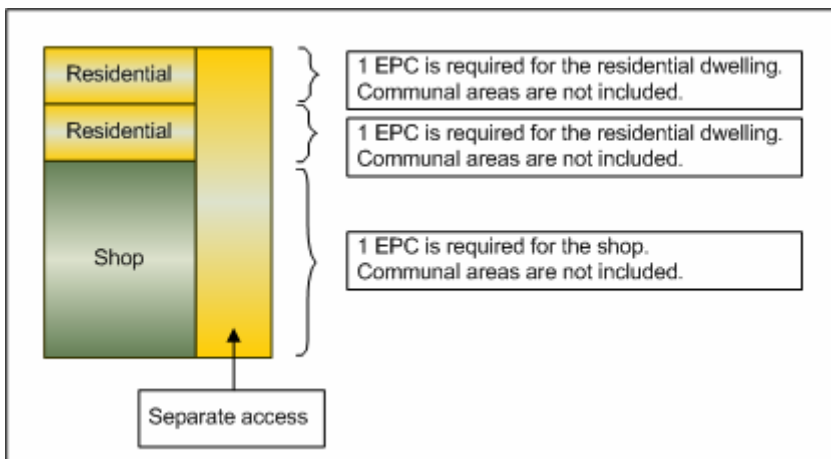 Residential
1 EPC is required for the residential dwelling.
Communal areas are not included.
Residential
1 EPC is required for the residential dwelling.
Communal areas are not included.
Shop
1 EPC is required for the shop.
Communal areas are not included.
Separate access